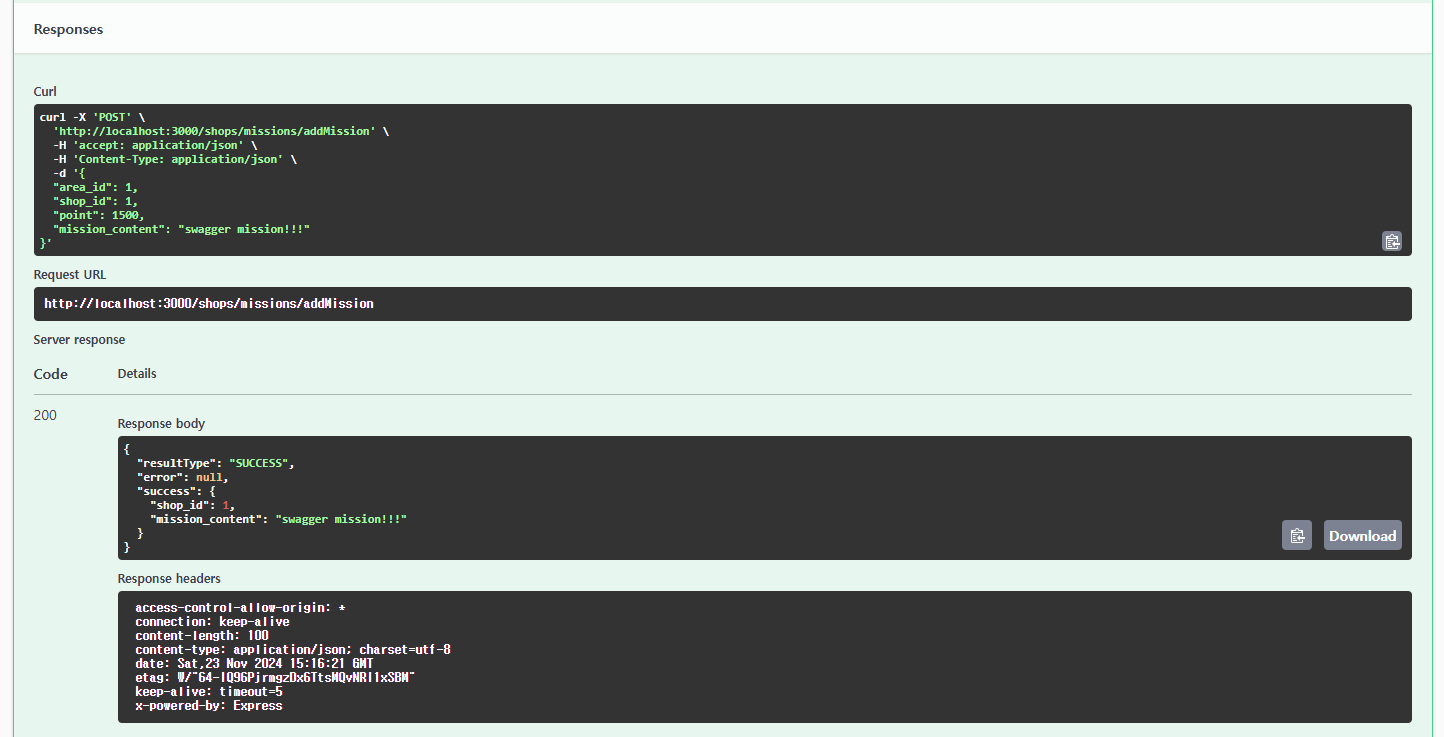 Responses
Curl
curl -X 'POST' \
  'http://localhost:3000/shops/missions/addMission' \
  -H 'accept: application/json' \
  -H 'Content-Type: application/json' \
  -d '{
  "area_id": 1,
  "shop_id": 1,
  "point": 1500,
  "mission_content": "swagger mission!!!"
}'
Request URL
http://localhost:3000/shops/missions/addMission
Server response
Code Details
200
Response body
{
  "resultType": "SUCCESS",
  "error": null,
  "success": {
    "shop_id": 1,
    "mission_content": "swagger mission!!!"
  }
}
Download
Response headers
access-control-allow-origin: *
connection: keep-alive
content-length: 100
content-type: application/json; charset=utf-8
date: Sat,23 Nov 2024 15:16:21 GMT
etag:
keep-alive: timeout=5
x-powered-by: Express